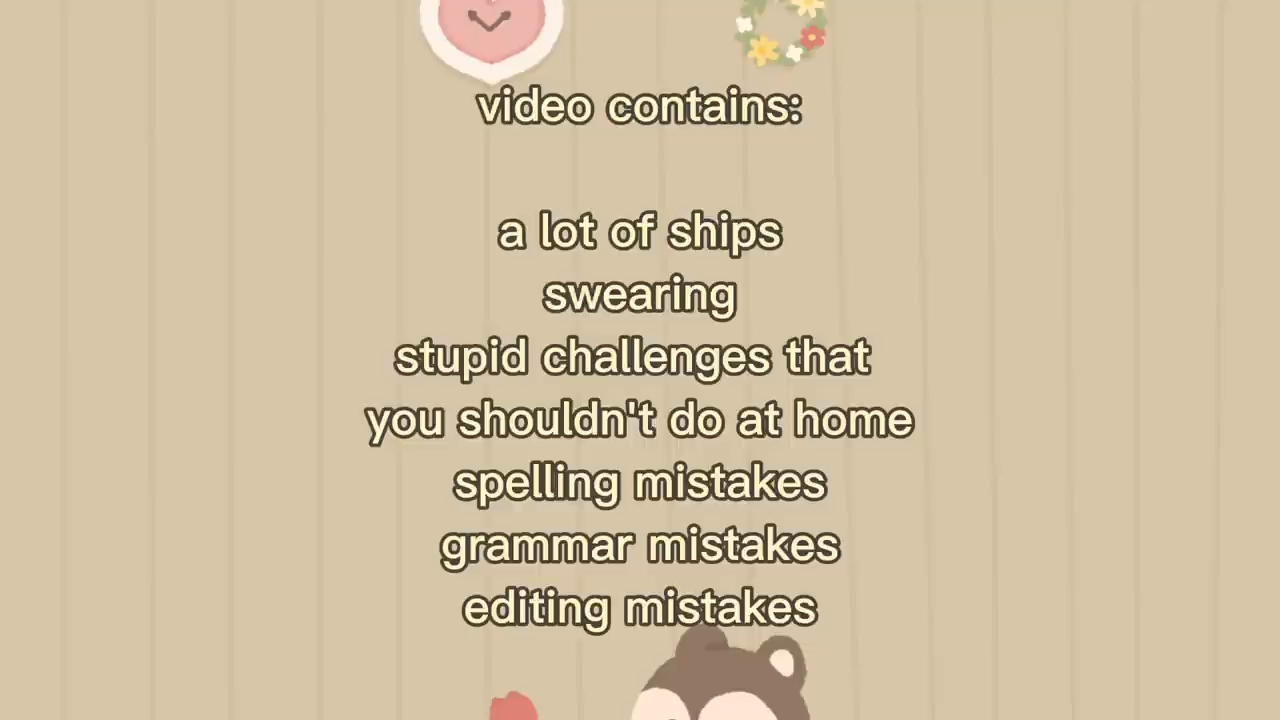 video contains:
a lot of ships
swearing
stupid challenges that
you shouldn't do at home
spelling mistakes
grammar mistakes
editing mistakes